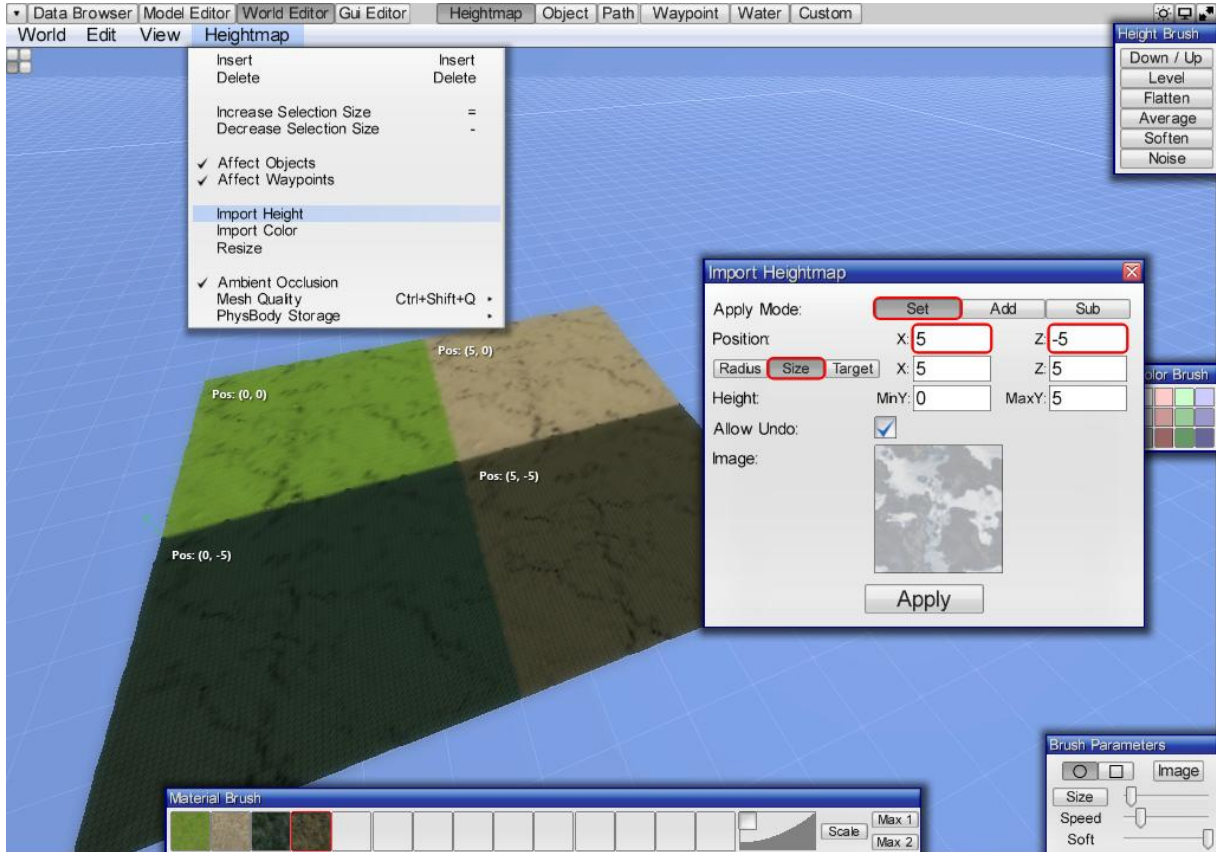 Data Browser Model Editor World Editor Gui Editor Heightmap Object Path Waypoint Water Custom
World Edit View Heightmap
Insert Insert
Delete Delete
Increase Selection Size =
Decrease Selection Size -
Affect Objects
Affect Waypoints
Import Height
Import Color
Resize
Ambient Occlusion
Mesh Quality Ctrl+Shift+Q
PhysBody Storage
Height Brush
Down / Up
Level
Flatten
Average
Soften
Noise
Pos: (5, 0)
Pos: (0, 0)
Pos: (5, -5)
Pos: (0, -5)
Import Heightmap
Apply Mode: Set Add Sub
Position: X: 5 Z: -5
Radius Size Target X: 5 Z: 5
Height: MinY: 0 MaxY: 5
Allow Undo:
Image:
Apply
Brush
Brush Parameters
Image
Size
Speed
Soft
Material Brush
Scale
Max 1
Max 2